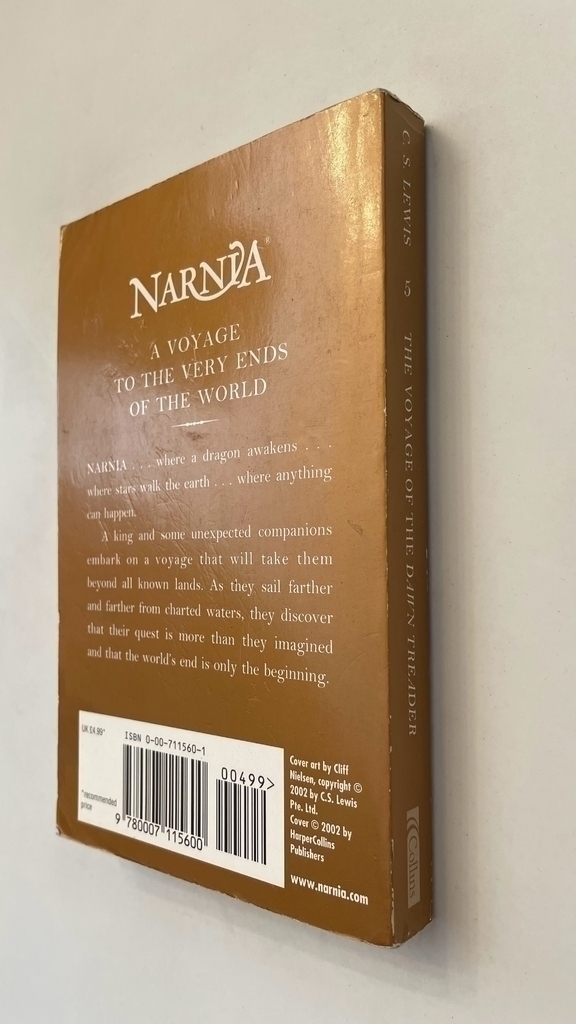 NARNIA®
A VOYAGE
TO THE VERY ENDS
OF THE WORLD
NARNIA . . . where a dragon awakens . . .
where stars walk the earth . . . where anything
can happen.
A king and some unexpected companions
embark on a voyage that will take them
beyond all known lands. As they sail farther
and farther from charted waters, they discover
that their quest is more than they imagined
and that the world's end is only the beginning.
UK £4.99*
*recommended
price
ISBN 0-00-711560-1
00499>
9 780007 115600
Cover art by Cliff
Nielsen, copyright ©
2002 by C.S. Lewis
Pte. Ltd.
Cover © 2002 by
HarperCollins
Publishers
www.narnia.com
C. S. LEWIS 5 THE VOYAGE OF THE DAWN TREADER Collins